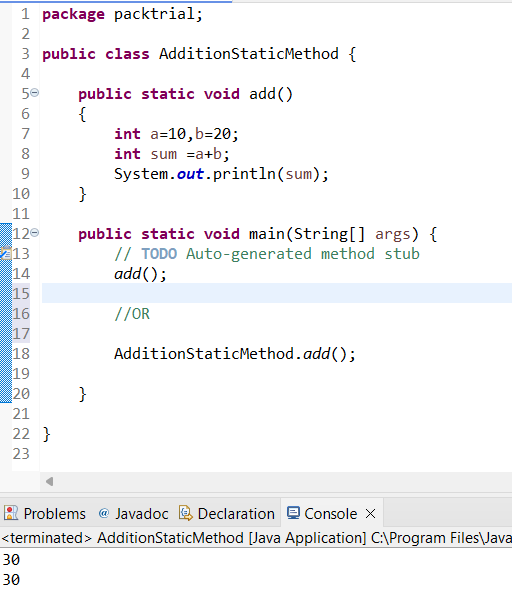 1 package packtrial;
2
3 public class AdditionStaticMethod {
4
5 public static void add()
6 {
7 int a=10,b=20;
8 int sum =a+b;
9 System.out.println(sum);
10 }
11
12 public static void main(String[] args) {
13 // TODO Auto-generated method stub
14 add();
15
16 //OR
17
18 AdditionStaticMethod.add();
19
20 }
21
22 }
23
Problems @ Javadoc Declaration Console
<terminated> AdditionStaticMethod [Java Application] C:\Program Files\Java
30
30